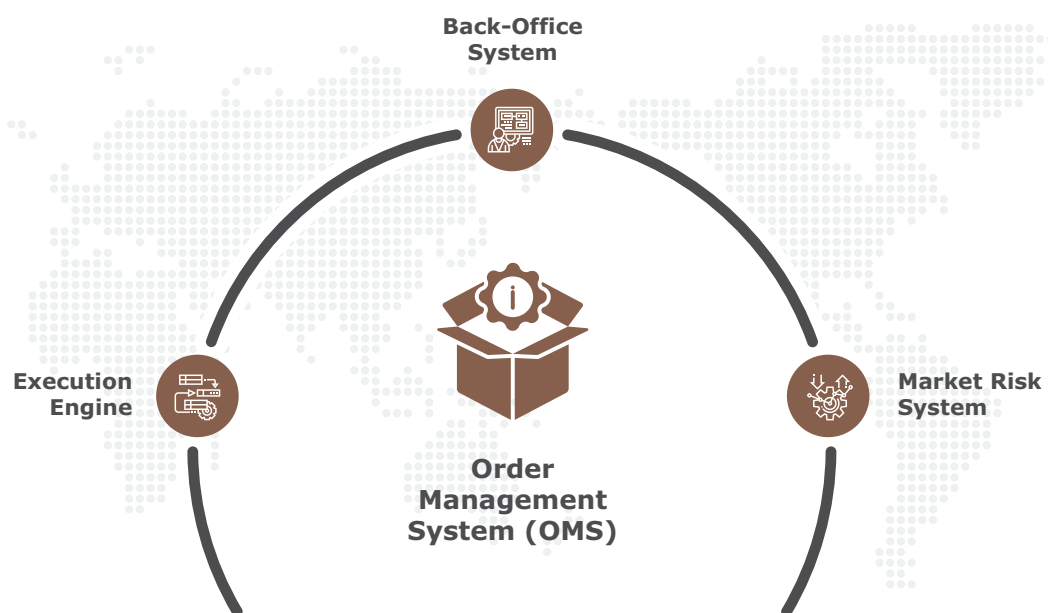 Back-Office
System
Execution
Engine
Market Risk
System
i
Order
Management
System (OMS)